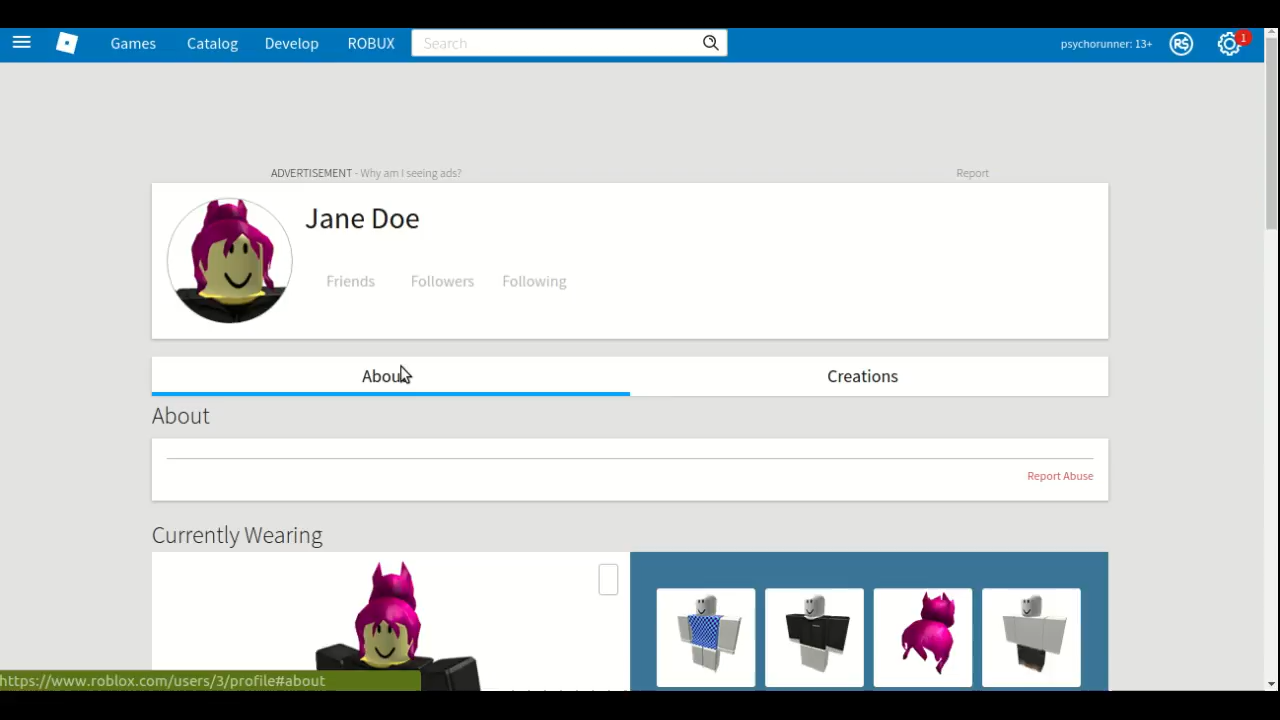 Games Catalog Develop ROBUX Search psychorunner: 13+ R$ 1
ADVERTISEMENT - Why am I seeing ads? Report
Jane Doe
Friends Followers Following
About Creations
About
Report Abuse
Currently Wearing
https://www.roblox.com/users/3/profile#about